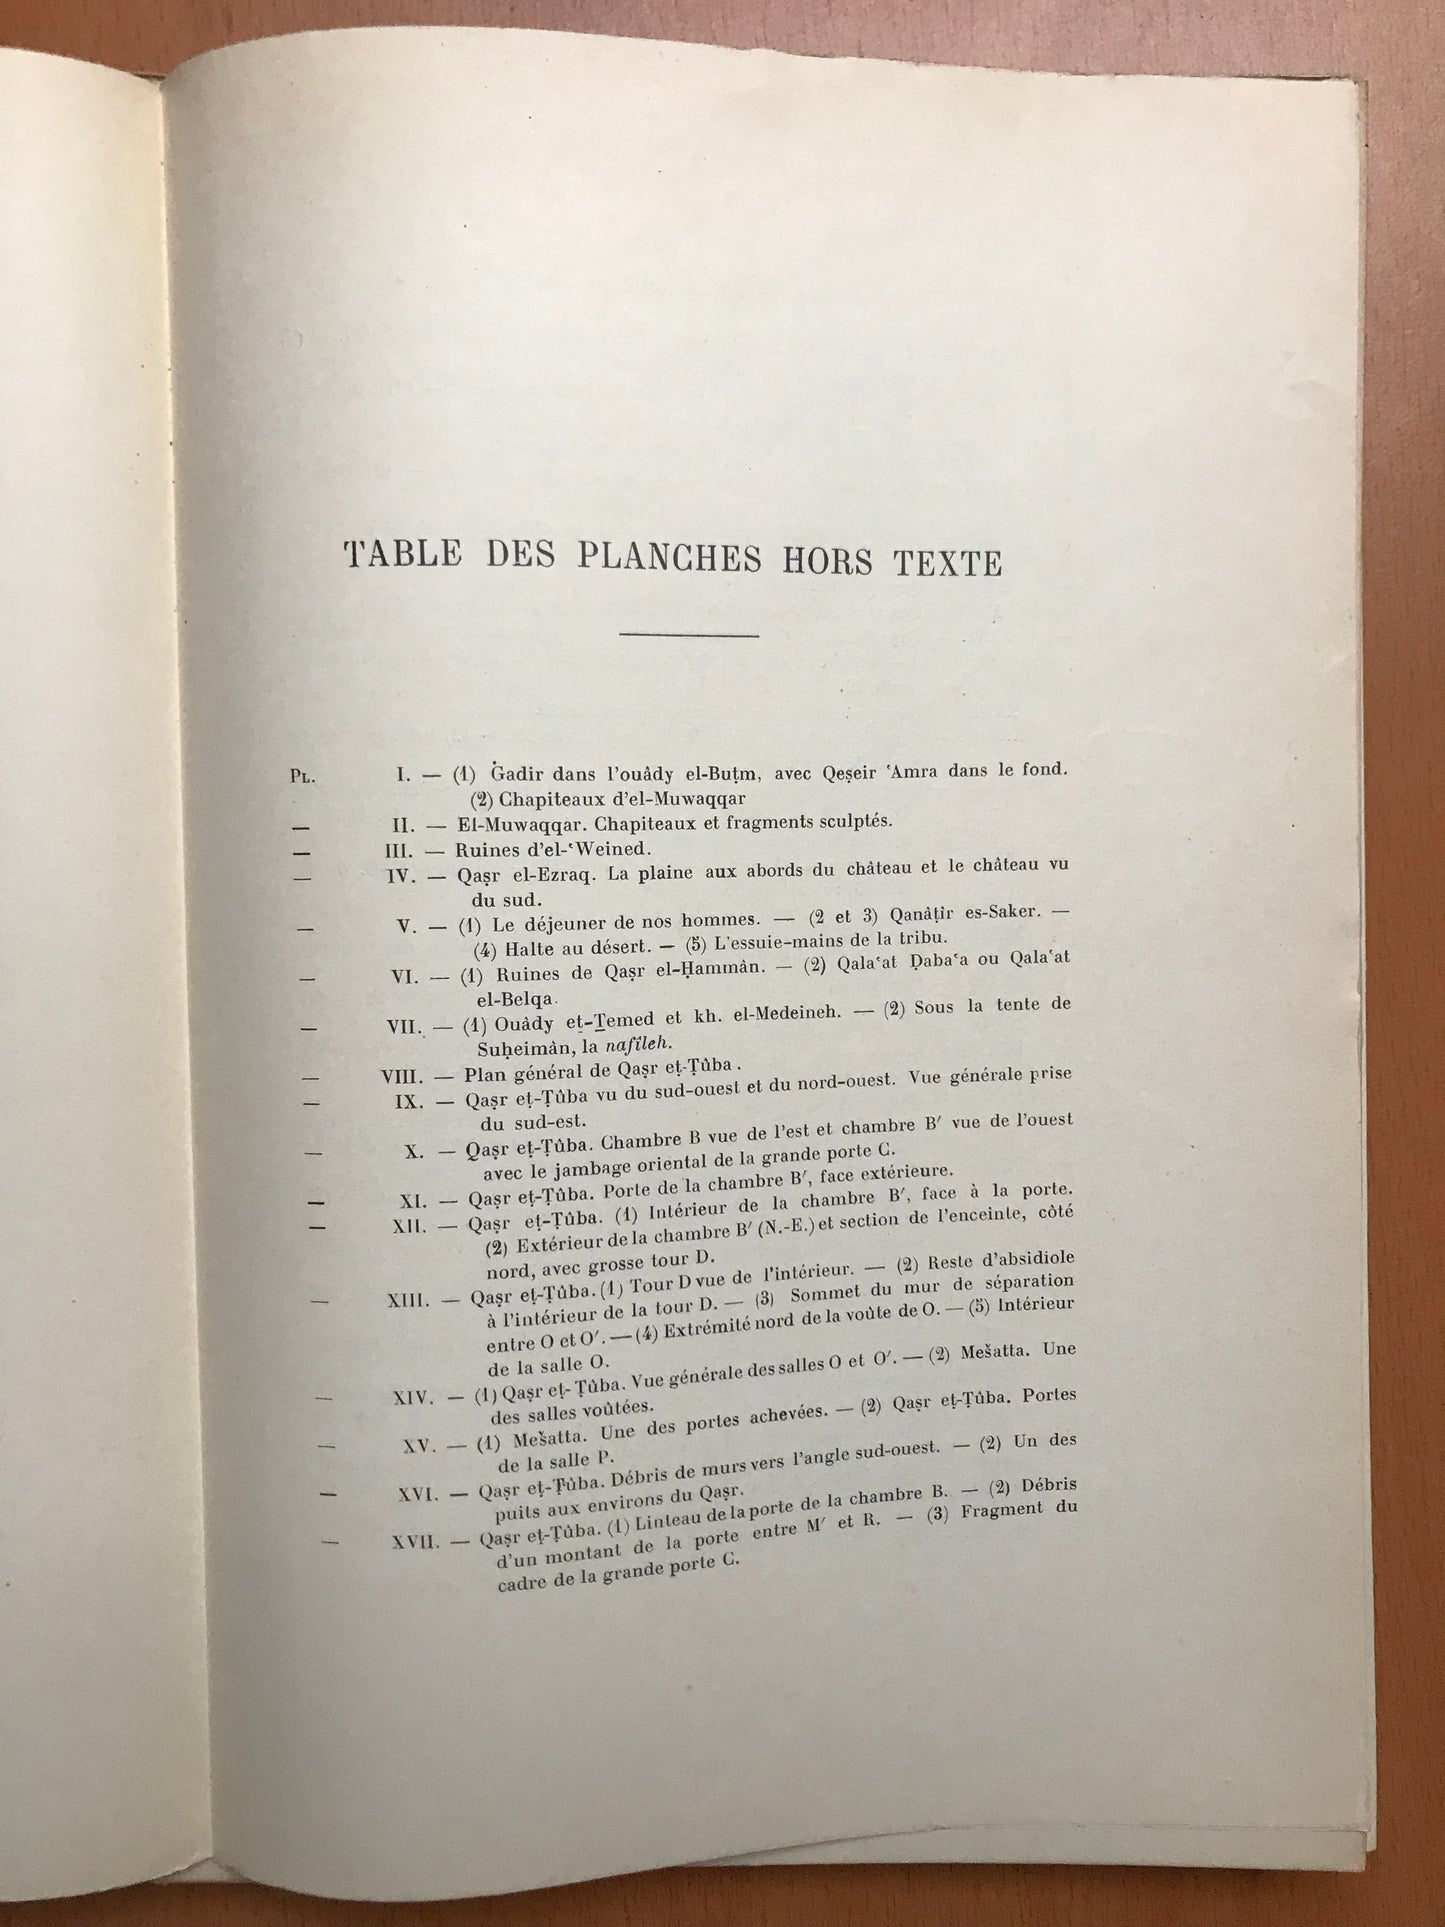 TABLE DES PLANCHES HORS TEXTE
PL. I. — (1) Ġadir dans l'ouâdy el-Buṭm, avec Qeṣeir ʿAmra dans le fond.
(2) Chapiteaux d'el-Muwaqqar
— II. — El-Muwaqqar. Chapiteaux et fragments sculptés.
— III. — Ruines d'el-ʿWeined.
— IV. — Qaṣr el-Ezraq. La plaine aux abords du château et le château vu
du sud.
— V. — (1) Le déjeuner de nos hommes. — (2 et 3) Qanâṭîr es-Saker. —
(4) Halte au désert. — (5) L'essuie-mains de la tribu.
— VI. — (1) Ruines de Qaṣr el-Ḥammân. — (2) Qalaʿat Ḍabaʿa ou Qalaʿat
el-Belqa.
— VII. — (1) Ouâdy eṯ-Ṯemed et kh. el-Medeineh. — (2) Sous la tente de
Suḥeimân, la nafîleh.
— VIII. — Plan général de Qaṣr eṭ-Ṭûba.
— IX. — Qaṣr eṭ-Ṭûba vu du sud-ouest et du nord-ouest. Vue générale prise
du sud-est.
— X. — Qaṣr eṭ-Ṭûba. Chambre B vue de l'est et chambre B′ vue de l'ouest
avec le jambage oriental de la grande porte C.
— XI. — Qaṣr eṭ-Ṭûba. Porte de la chambre B′, face extérieure.
— XII. — Qaṣr eṭ-Ṭûba. (1) Intérieur de la chambre B′, face à la porte.
(2) Extérieur de la chambre B′ (N.-E.) et section de l'enceinte, côté
nord, avec grosse tour D.
— XIII. — Qaṣr eṭ-Ṭûba. (1) Tour D vue de l'intérieur. — (2) Reste d'absidiole
à l'intérieur de la tour D. — (3) Sommet du mur de séparation
entre O et O′. — (4) Extrémité nord de la voûte de O. — (5) Intérieur
de la salle O.
— XIV. — (1) Qaṣr eṭ-Ṭûba. Vue générale des salles O et O′. — (2) Mešatta. Une
des salles voûtées.
— XV. — (1) Mešatta. Une des portes achevées. — (2) Qaṣr eṭ-Ṭûba. Portes
de la salle P.
— XVI. — Qaṣr eṭ-Ṭûba. Débris de murs vers l'angle sud-ouest. — (2) Un des
puits aux environs du Qaṣr.
— XVII. — Qaṣr eṭ-Ṭûba. (1) Linteau de la porte de la chambre B. — (2) Débris
d'un montant de la porte entre M′ et R. — (3) Fragment du
cadre de la grande porte C.